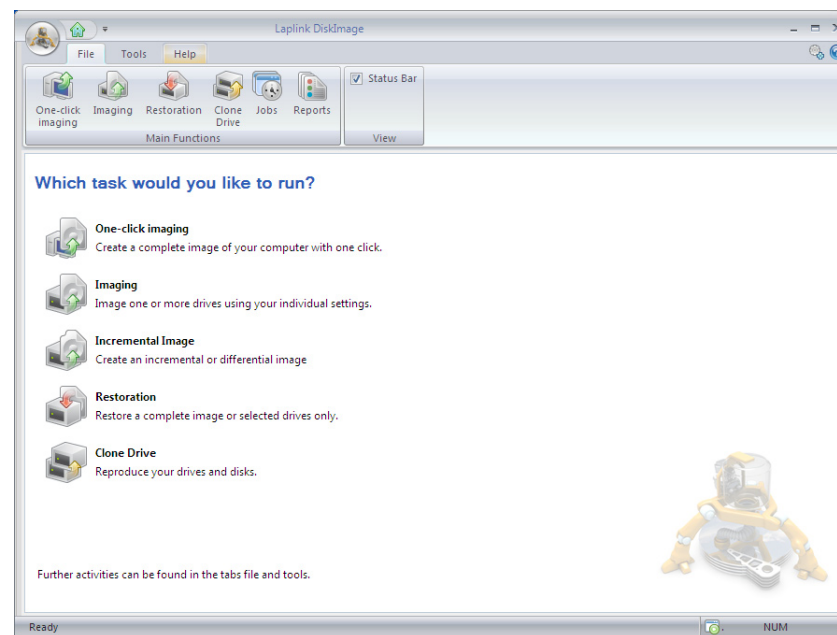 Laplink DiskImage
File Tools Help
One-click imaging
Imaging
Restoration
Clone Drive
Jobs
Reports
Status Bar
Main Functions
View
Which task would you like to run?
One-click imaging
Create a complete image of your computer with one click.
Imaging
Image one or more drives using your individual settings.
Incremental Image
Create an incremental or differential image
Restoration
Restore a complete image or selected drives only.
Clone Drive
Reproduce your drives and disks.
Further activities can be found in the tabs file and tools.
Ready
NUM